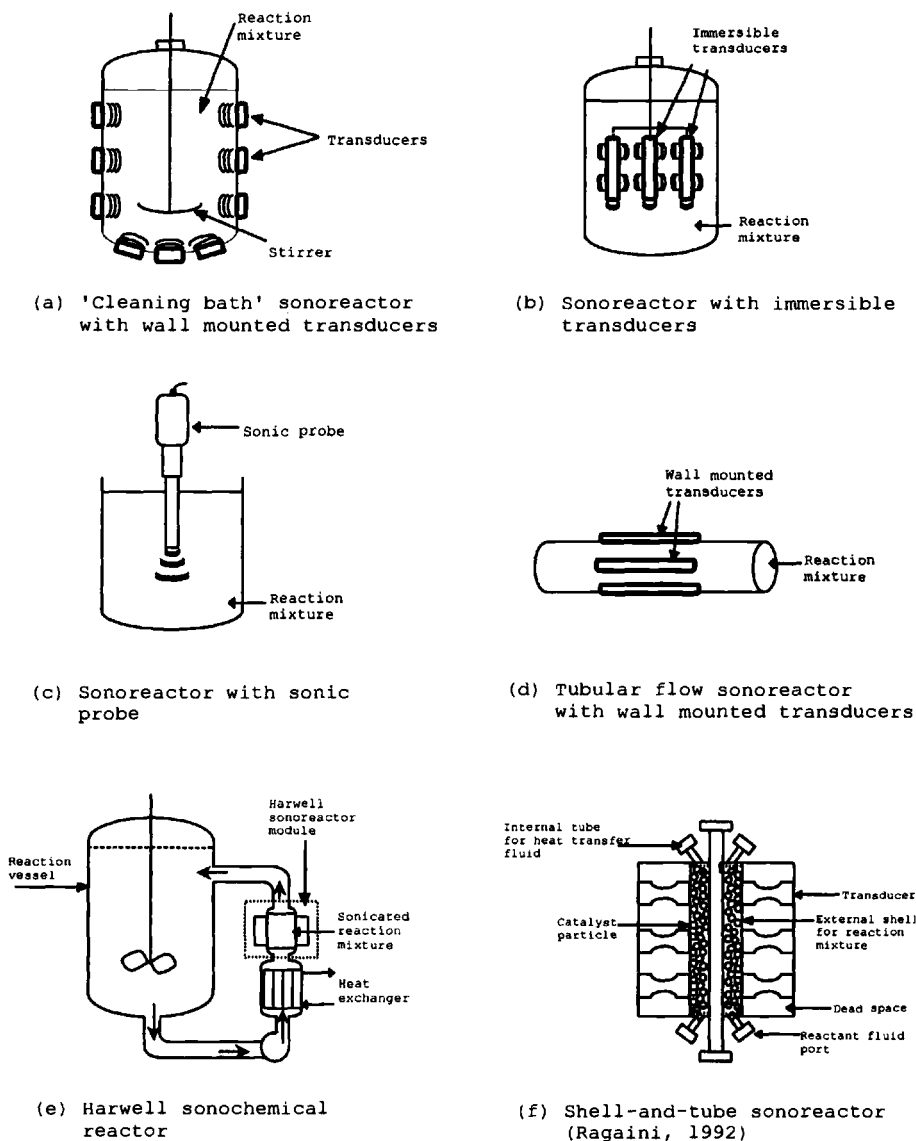 Reaction
mixture
Transducers
Stirrer
(a) 'Cleaning bath' sonoreactor
with wall mounted transducers
Immersible
transducers
Reaction
mixture
(b) Sonoreactor with immersible
transducers
Sonic probe
Reaction
mixture
(c) Sonoreactor with sonic
probe
Wall mounted
transducers
Reaction
mixture
(d) Tubular flow sonoreactor
with wall mounted transducers
Harwell
sonoreactor
module
Reaction
vessel
Sonicated
reaction
mixture
Heat
exchanger
(e) Harwell sonochemical
reactor
Internal tube
for heat transfer
fluid
Transducer
Catalyst
particle
External shell
for reaction
mixture
Dead space
Reactant fluid
port
(f) Shell-and-tube sonoreactor
(Ragaini, 1992)